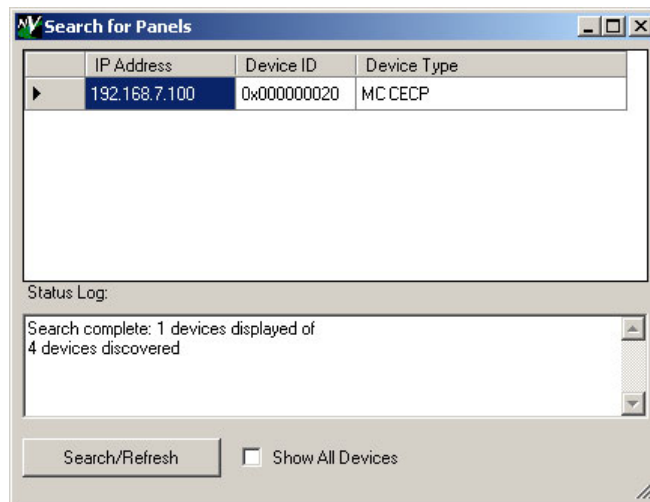 NV Search for Panels
IP Address Device ID Device Type
192.168.7.100 0x000000020 MC CECP
Status Log:
Search complete: 1 devices displayed of
4 devices discovered
Search/Refresh Show All Devices